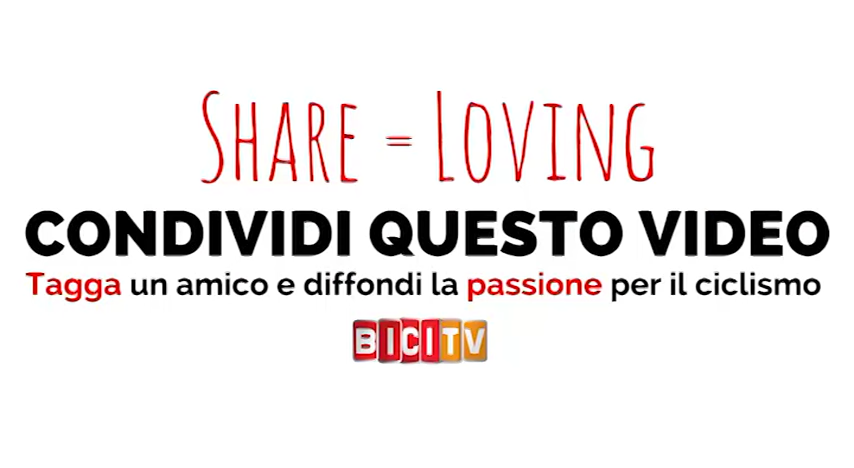 SHARE = LOVING
CONDIVIDI QUESTO VIDEO
Tagga un amico e diffondi la passione per il ciclismo
BICITV